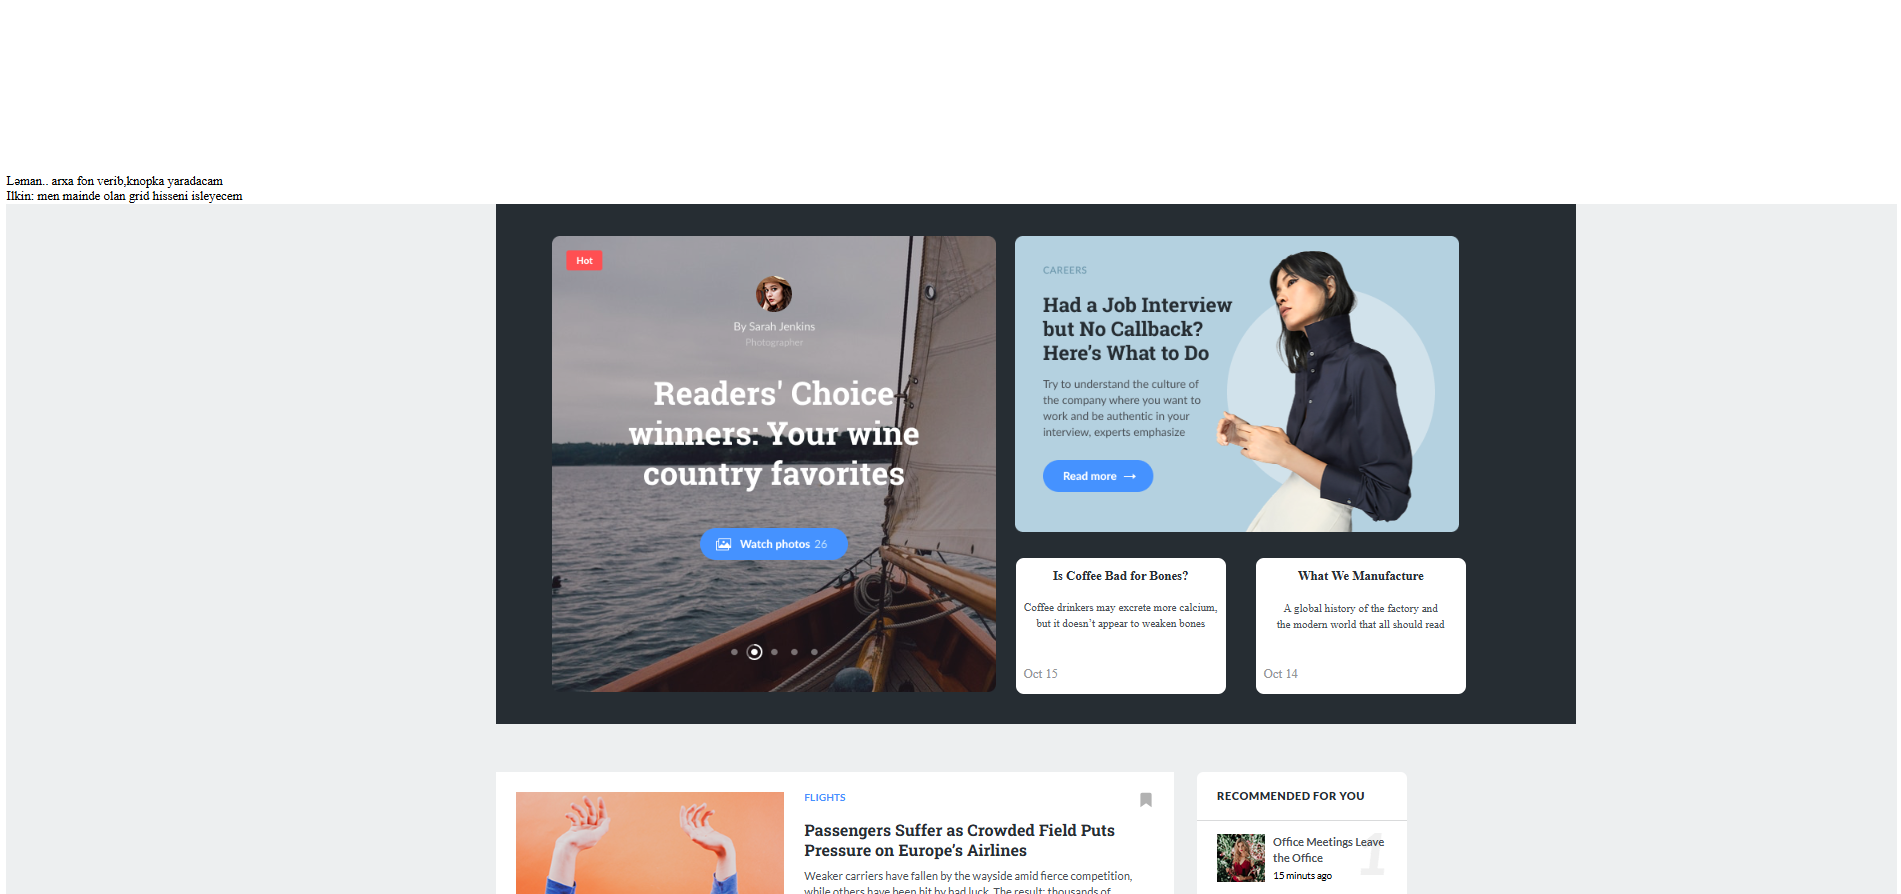 Ləman.. arxa fon verib,knopka yaradacam
Ilkin: men mainde olan grid hisseni isleyecem
Hot
By Sarah Jenkins
Photographer
Readers' Choice
winners: Your wine
country favorites
Watch photos 26
CAREERS
Had a Job Interview
but No Callback?
Here’s What to Do
Try to understand the culture of
the company where you want to
work and be authentic in your
interview, experts emphasize
Read more →
Is Coffee Bad for Bones?
Coffee drinkers may excrete more calcium,
but it doesn’t appear to weaken bones
Oct 15
What We Manufacture
A global history of the factory and
the modern world that all should read
Oct 14
FLIGHTS
Passengers Suffer as Crowded Field Puts
Pressure on Europe’s Airlines
Weaker carriers have fallen by the wayside amid fierce competition,
while others have been hit by bad luck. The result: thousands of
RECOMMENDED FOR YOU
1
Office Meetings Leave
the Office
15 minuts ago